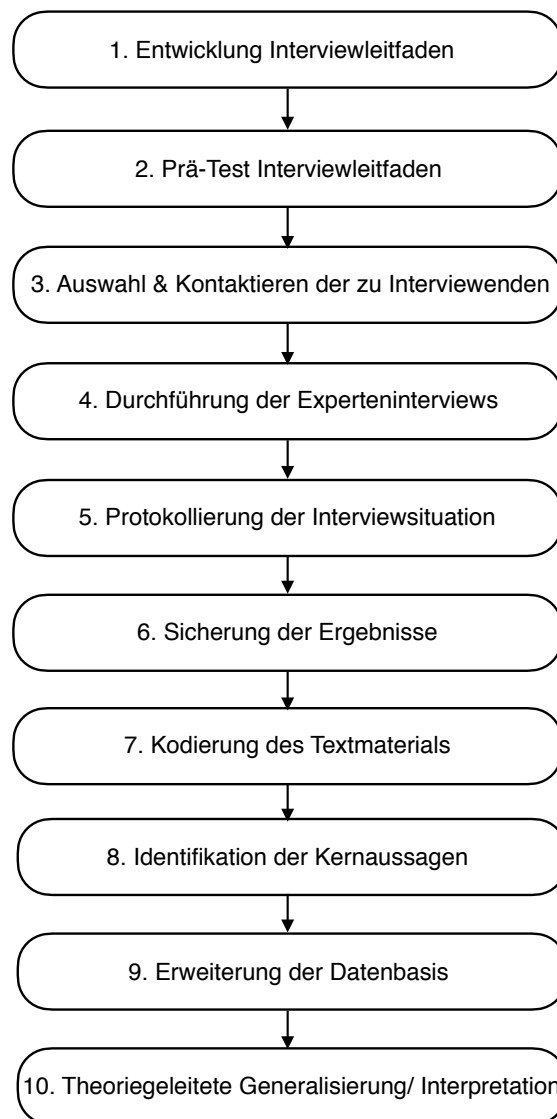 1. Entwicklung Interviewleitfaden
2. Prä-Test Interviewleitfaden
3. Auswahl & Kontaktieren der zu Interviewenden
4. Durchführung der Experteninterviews
5. Protokollierung der Interviewsituation
6. Sicherung der Ergebnisse
7. Kodierung des Textmaterials
8. Identifikation der Kernaussagen
9. Erweiterung der Datenbasis
10. Theoriegeleitete Generalisierung/ Interpretation